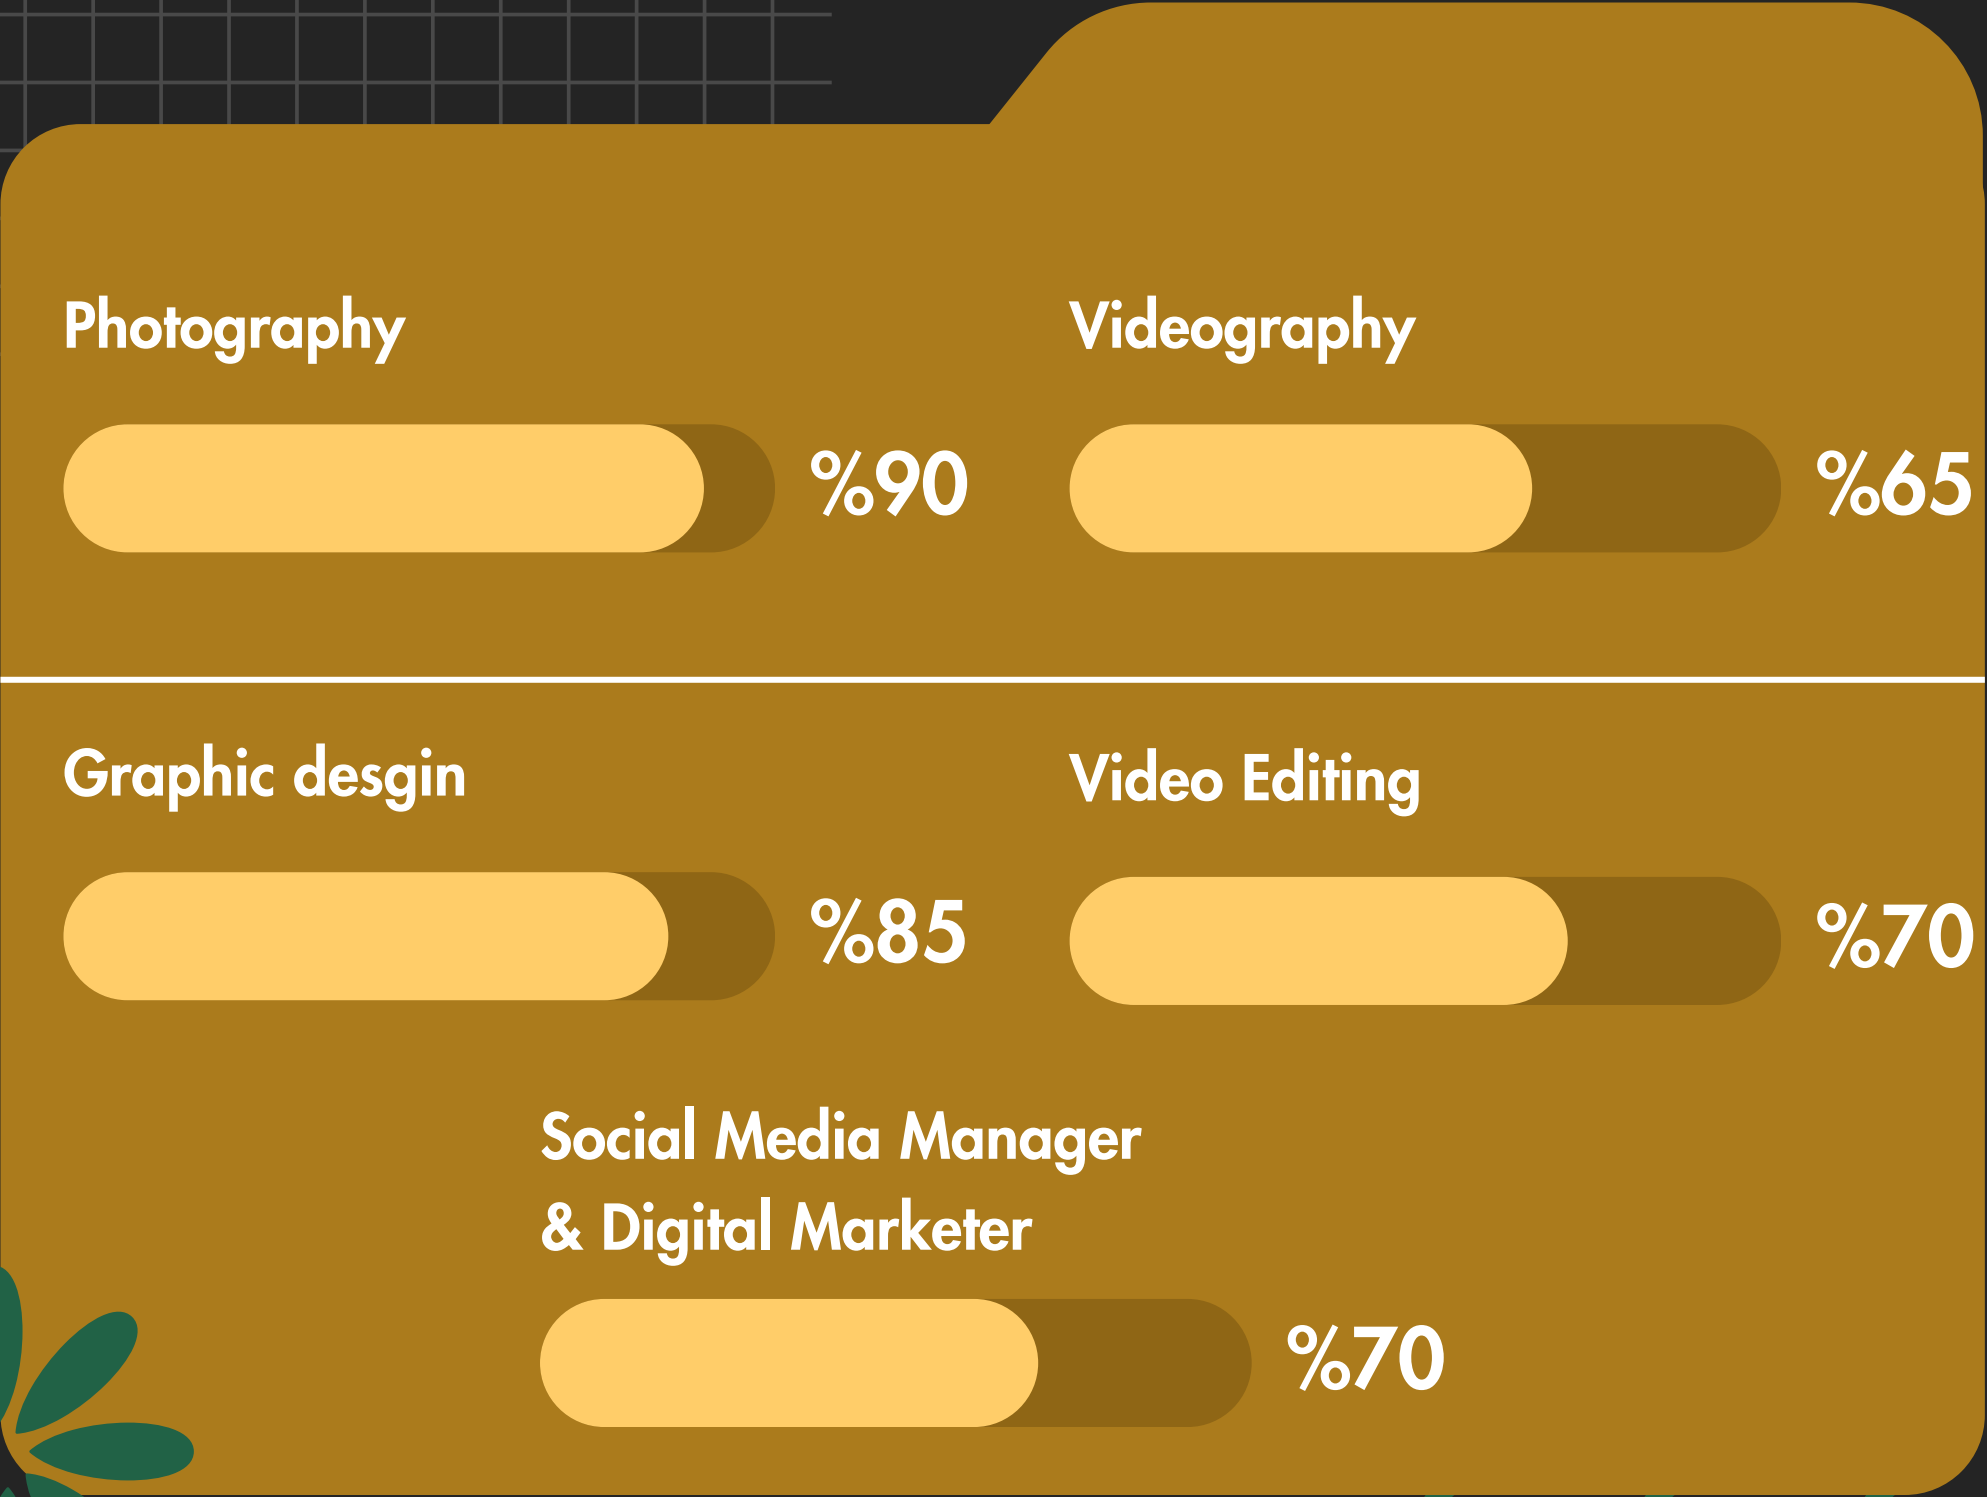 Photography
%90
Videography
%65
Graphic desgin
%85
Video Editing
%70
Social Media Manager
& Digital Marketer
%70